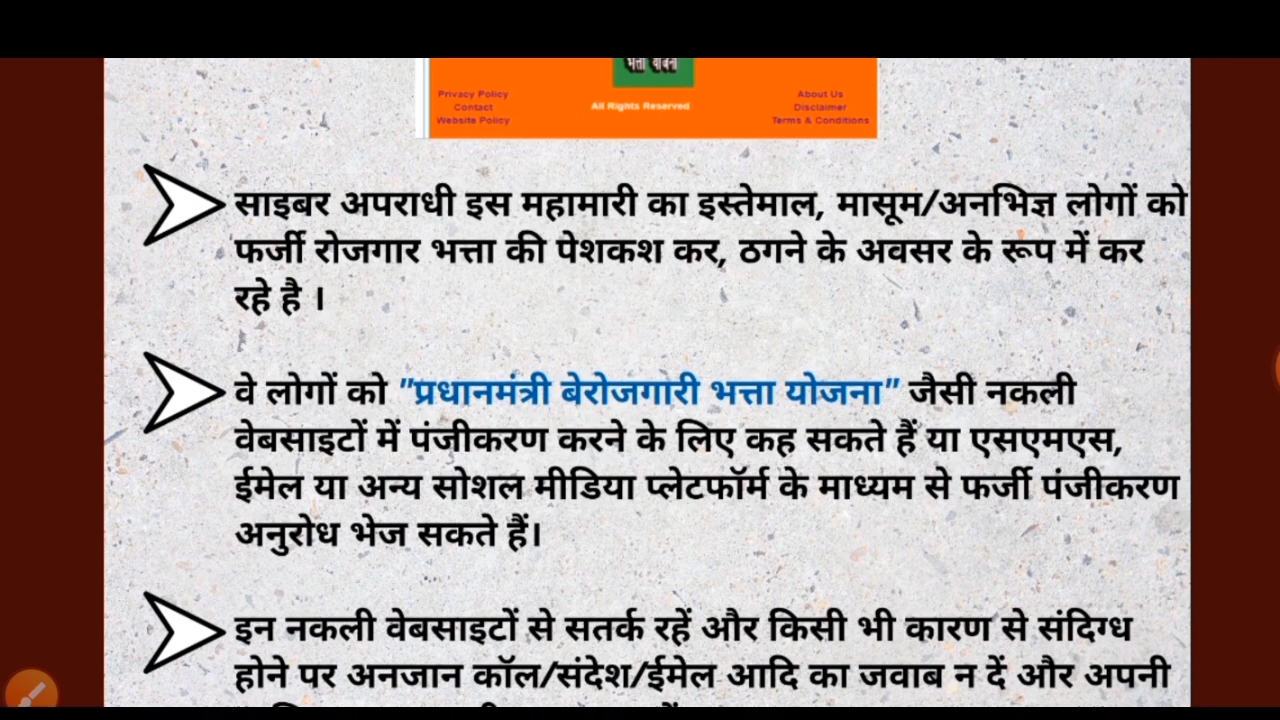 भत्ता योजना
Privacy Policy
Contact
Website Policy
All Rights Reserved
About Us
Disclaimer
Terms & Conditions
साइबर अपराधी इस महामारी का इस्तेमाल, मासूम/अनभिज्ञ लोगों को
फर्जी रोजगार भत्ता की पेशकश कर, ठगने के अवसर के रूप में कर
रहे है ।
वे लोगों को "प्रधानमंत्री बेरोजगारी भत्ता योजना" जैसी नकली
वेबसाइटों में पंजीकरण करने के लिए कह सकते हैं या एसएमएस,
ईमेल या अन्य सोशल मीडिया प्लेटफॉर्म के माध्यम से फर्जी पंजीकरण
अनुरोध भेज सकते हैं।
इन नकली वेबसाइटों से सतर्क रहें और किसी भी कारण से संदिग्ध
होने पर अनजान कॉल/संदेश/ईमेल आदि का जवाब न दें और अपनी